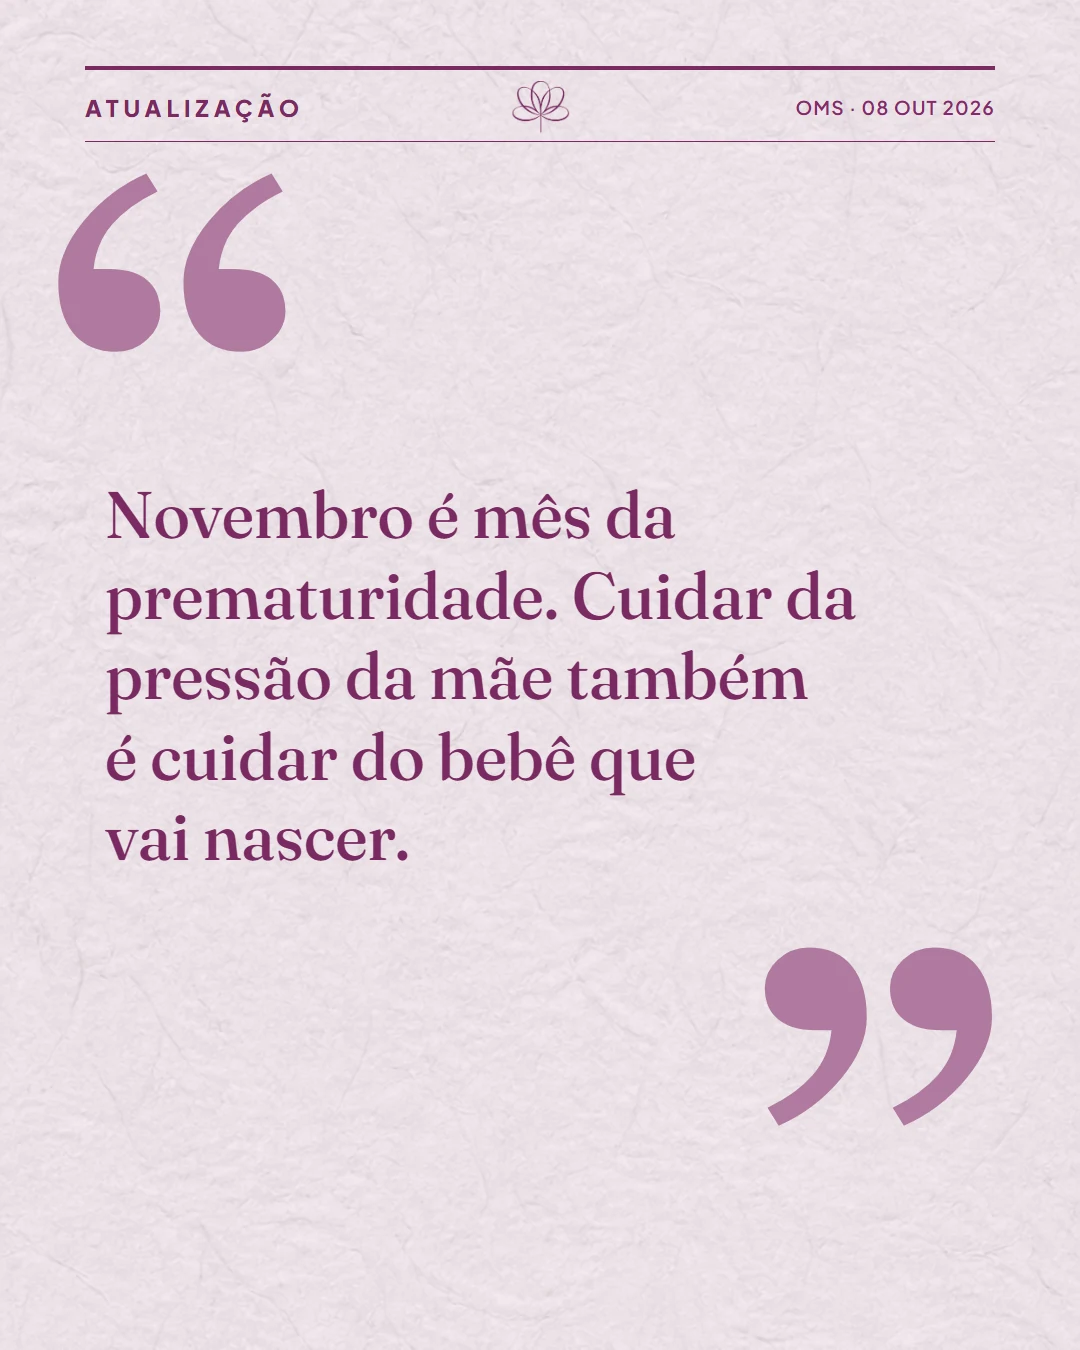 ATUALIZAÇÃO
OMS · 08 OUT 2026
“
Novembro é mês da
prematuridade. Cuidar da
pressão da mãe também
é cuidar do bebê que
vai nascer.
”